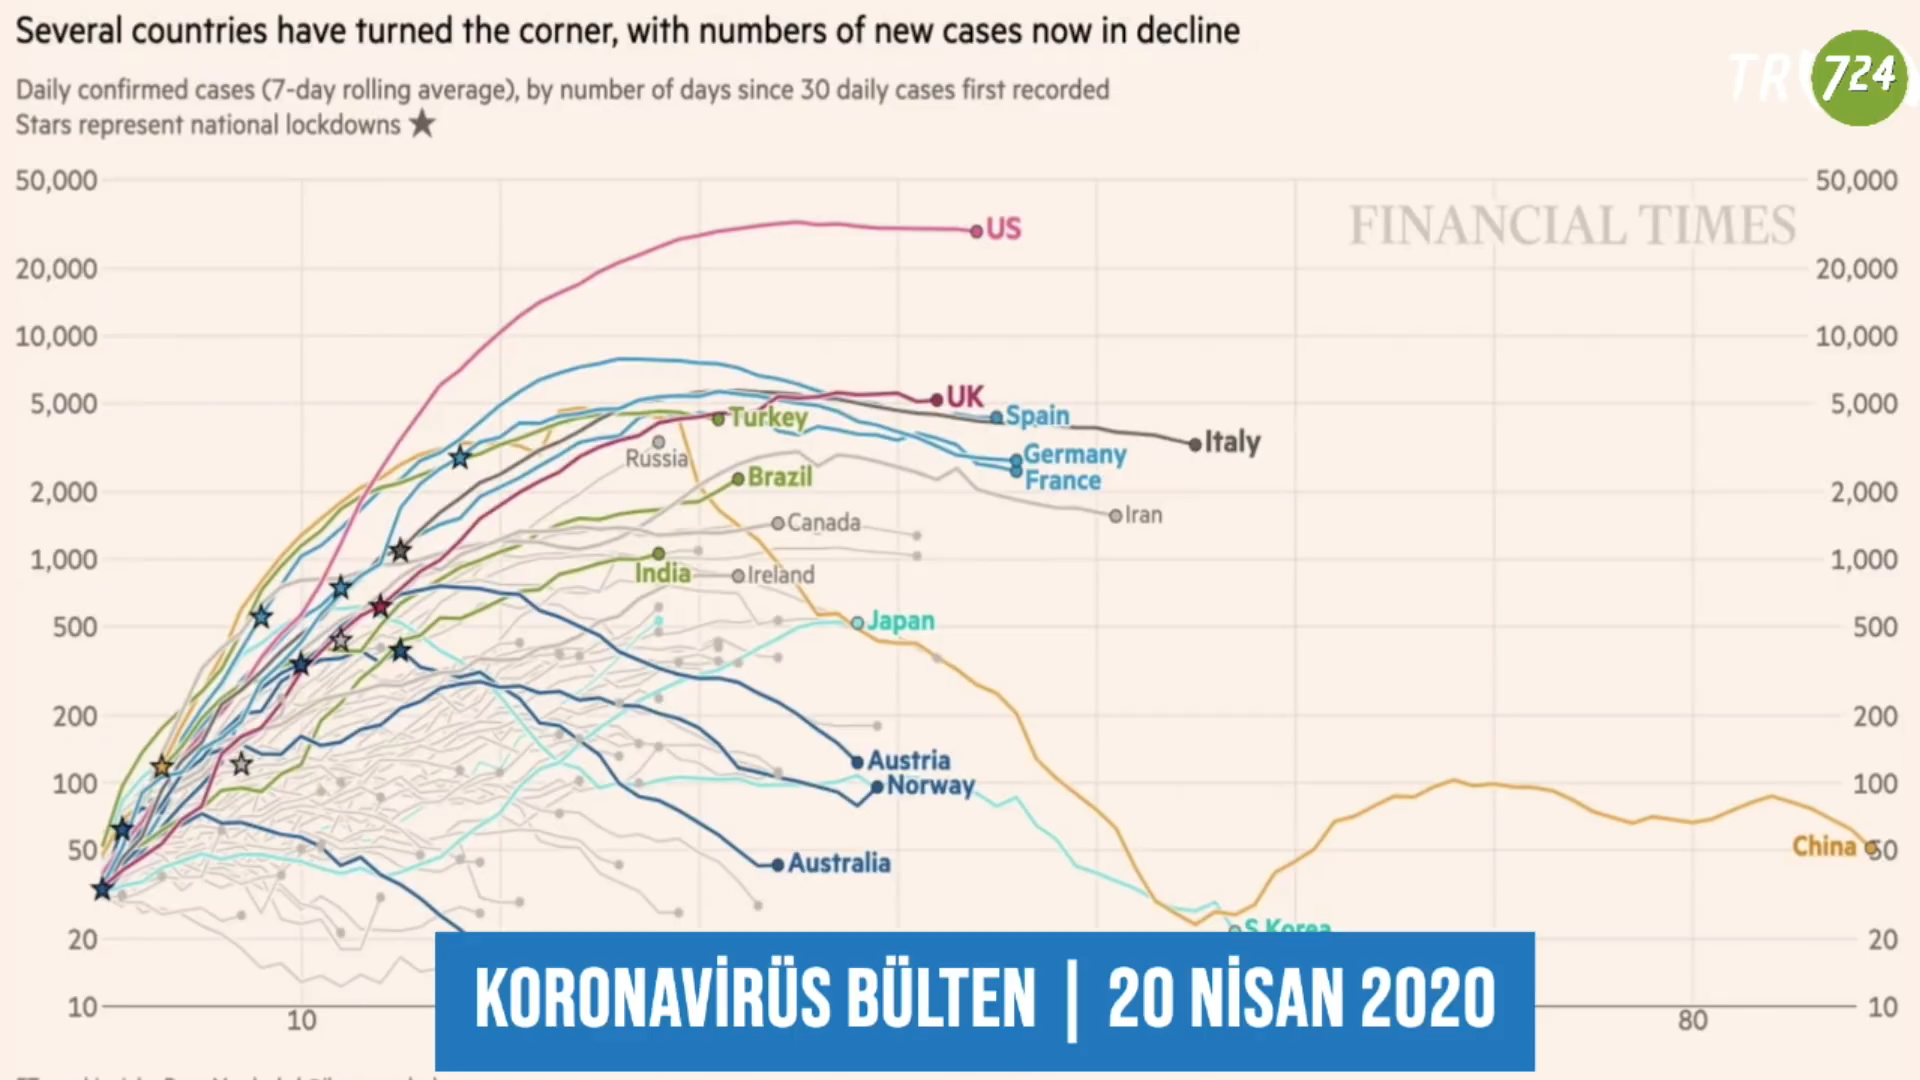 Several countries have turned the corner, with numbers of new cases now in decline
Daily confirmed cases (7-day rolling average), by number of days since 30 daily cases first recorded
Stars represent national lockdowns ★
TR 724
FINANCIAL TIMES
50,000 50,000
20,000 20,000
10,000 10,000
5,000 5,000
2,000 2,000
1,000 1,000
500 500
200 200
100 100
50 50
20 20
10 10
US
UK
Spain
Turkey
Italy
Germany
Russia
Brazil
France
Iran
Canada
India
Ireland
Japan
Austria
Norway
China
Australia
S Korea
10 80
KORONAVİRÜS BÜLTEN | 20 NİSAN 2020